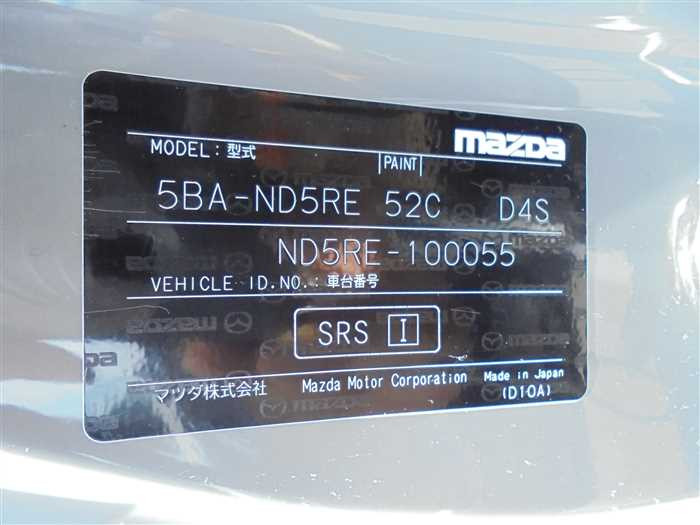 mazda
MODEL:型式 PAINT
5BA-ND5RE 52C D4S
ND5RE-100055
VEHICLE ID.NO.:車台番号
SRS I
マツダ株式会社 Mazda Motor Corporation Made in Japan
(D10A)